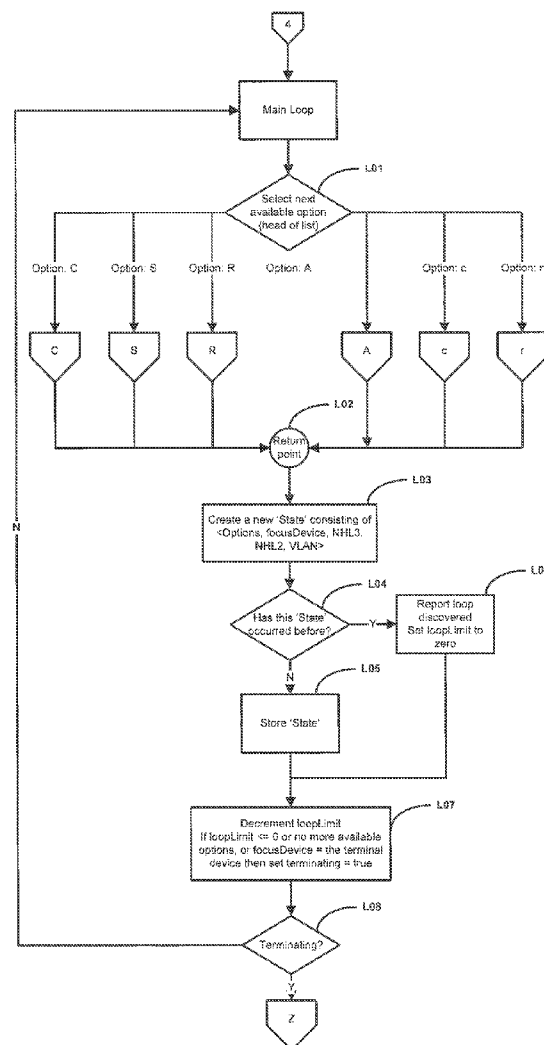 4
Main Loop
L01
Select next
available option
(head of list)
Option: C
Option: S
Option: R
Option: A
Option: c
Option: r
C
S
R
A
c
r
L02
Return
point
L03
Create a new 'State' consisting of
<Options, focusDevice, NHL3,
NHL2, VLAN>
N
L04
Has this 'State'
occurred before?
Y
L0
Report loop
discovered
Set loopLimit to
zero
N
L05
Store 'State'
L07
Decrement loopLimit
If loopLimit <= 0 or no more available
options, or focusDevice = the terminal
device then set terminating = true
L08
Terminating?
Y
Z